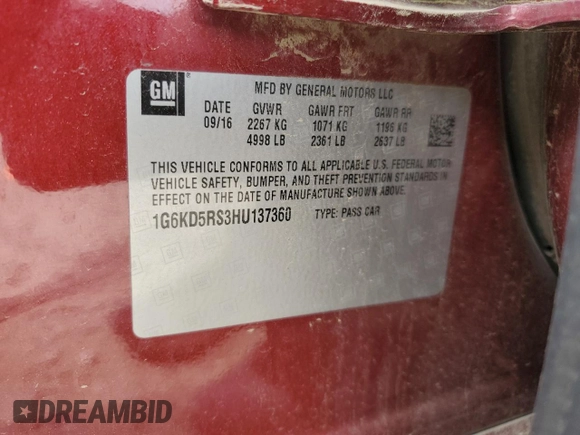 GM
MFD BY GENERAL MOTORS LLC
DATE GVWR GAWR FRT GAWR RR
09/16 2267 KG 1071 KG 1196 KG
4998 LB 2361 LB 2637 LB
THIS VEHICLE CONFORMS TO ALL APPLICABLE U.S. FEDERAL MOTOR
VEHICLE SAFETY, BUMPER, AND THEFT PREVENTION STANDARDS IN
EFFECT ON THE DATE OF MANUFACTURE SHOWN ABOVE.
1G6KD5RS3HU137360 TYPE: PASS CAR
DREAMBID